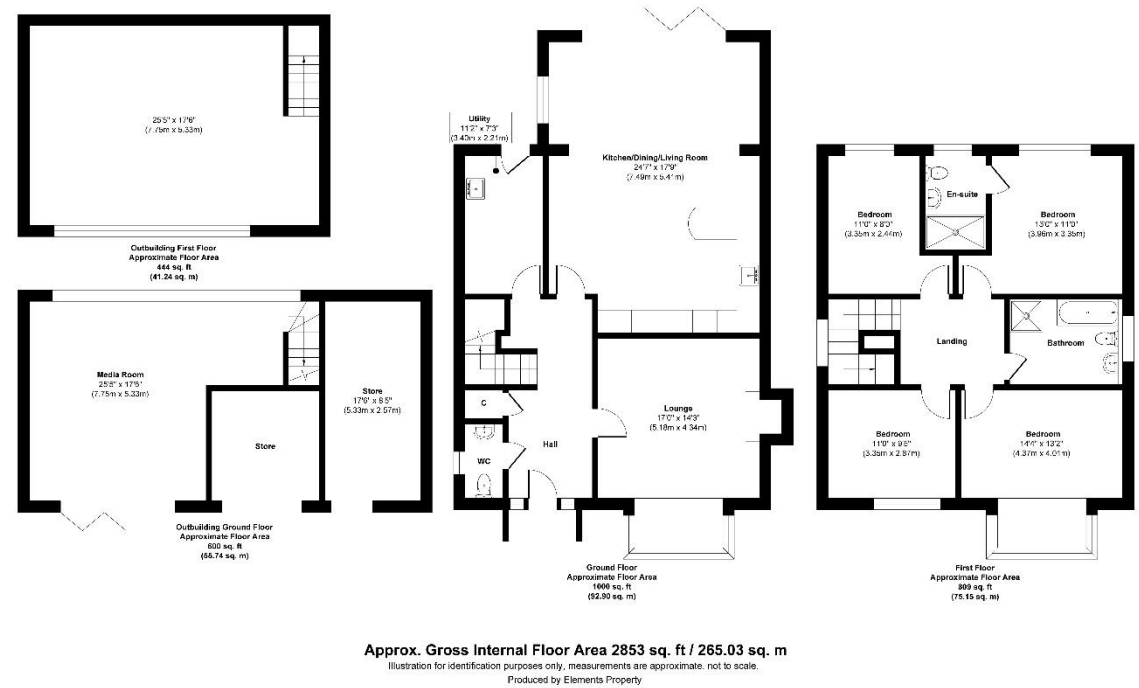 25'5" x 17'6"
(7.75m x 5.33m)
Outbuilding First Floor
Approximate Floor Area
444 sq. ft
(41.24 sq. m)
Media Room
25'5" x 17'6"
(7.75m x 5.33m)
Store
17'6" x 8'5"
(5.33m x 2.57m)
Store
Outbuilding Ground Floor
Approximate Floor Area
600 sq. ft
(55.74 sq. m)
Utility
11'2" x 7'3"
(3.40m x 2.21m)
Kitchen/Dining/Living Room
24'7" x 17'9"
(7.49m x 5.41m)
Lounge
17'0" x 14'3"
(5.18m x 4.34m)
C
Hall
WC
Ground Floor
Approximate Floor Area
1000 sq. ft
(92.90 sq. m)
Bedroom
11'0" x 8'0"
(3.35m x 2.44m)
En-suite
Bedroom
13'0" x 11'0"
(3.96m x 3.35m)
Landing
Bathroom
Bedroom
11'0" x 9'5"
(3.35m x 2.87m)
Bedroom
14'4" x 13'2"
(4.37m x 4.01m)
First Floor
Approximate Floor Area
809 sq. ft
(75.15 sq. m)
Approx. Gross Internal Floor Area 2853 sq. ft / 265.03 sq. m
Illustration for identification purposes only, measurements are approximate. not to scale.
Produced by Elements Property